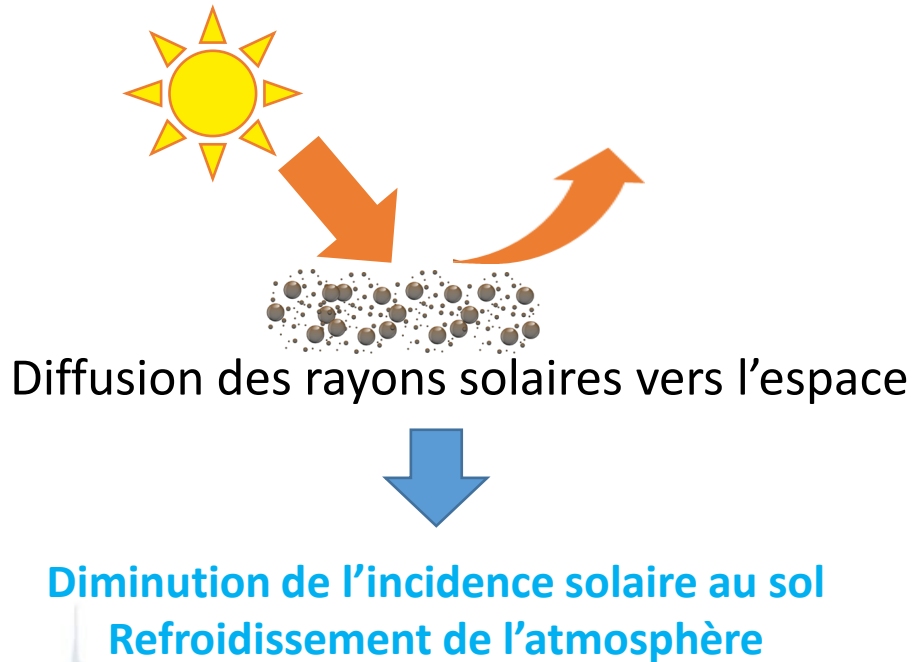 Diffusion des rayons solaires vers l’espace
Diminution de l’incidence solaire au sol
Refroidissement de l’atmosphère